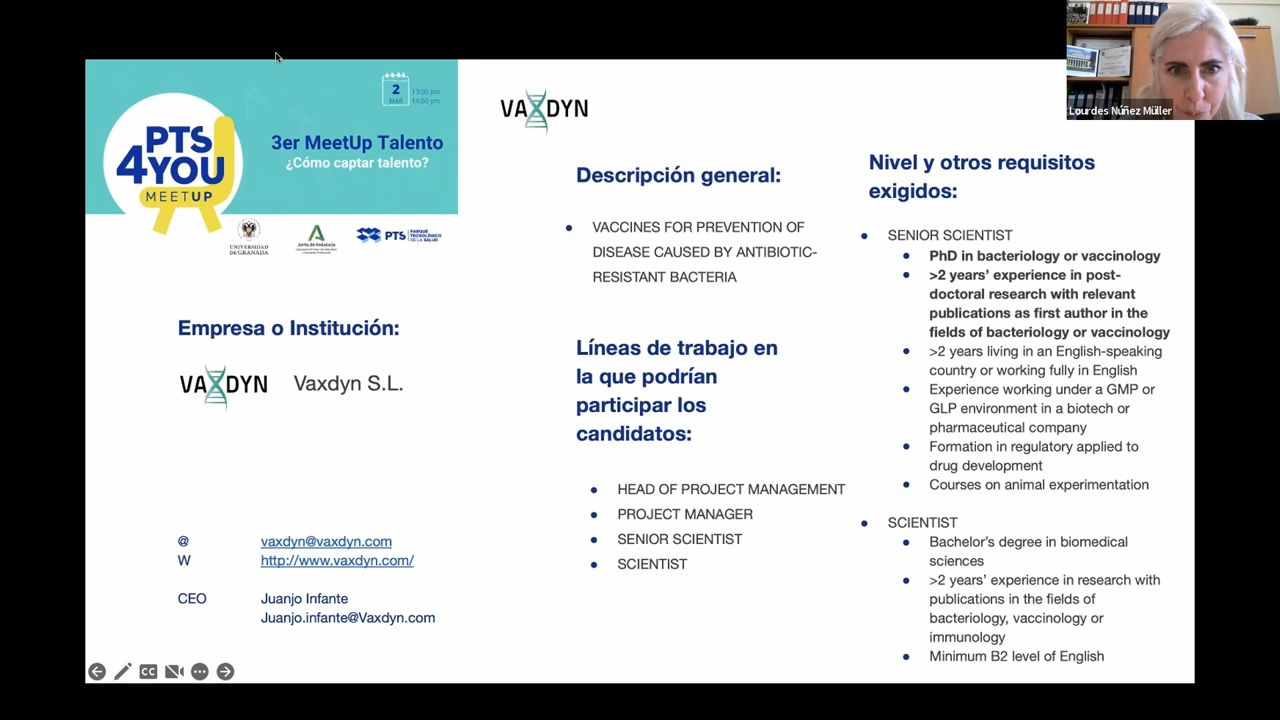 2
MAR
13:00 pm
14:00 pm
PTS
4YOU
MEETUP
3er MeetUp Talento
¿Cómo captar talento?
UNIVERSIDAD
DE GRANADA
Junta de Andalucía
PTS
PARQUE
TECNOLÓGICO
DE LA SALUD
Empresa o Institución:
VAXDYN
Vaxdyn S.L.
@ vaxdyn@vaxdyn.com
W http://www.vaxdyn.com/
CEO Juanjo Infante
Juanjo.infante@Vaxdyn.com
CC
VAXDYN
Descripción general:
• VACCINES FOR PREVENTION OF
DISEASE CAUSED BY ANTIBIOTIC-
RESISTANT BACTERIA
Líneas de trabajo en
la que podrían
participar los
candidatos:
• HEAD OF PROJECT MANAGEMENT
• PROJECT MANAGER
• SENIOR SCIENTIST
• SCIENTIST
Lourdes Núñez Müller
Nivel y otros requisitos
exigidos:
• SENIOR SCIENTIST
• PhD in bacteriology or vaccinology
• >2 years’ experience in post-
doctoral research with relevant
publications as first author in the
fields of bacteriology or vaccinology
• >2 years living in an English-speaking
country or working fully in English
• Experience working under a GMP or
GLP environment in a biotech or
pharmaceutical company
• Formation in regulatory applied to
drug development
• Courses on animal experimentation
• SCIENTIST
• Bachelor’s degree in biomedical
sciences
• >2 years’ experience in research with
publications in the fields of
bacteriology, vaccinology or
immunology
• Minimum B2 level of English